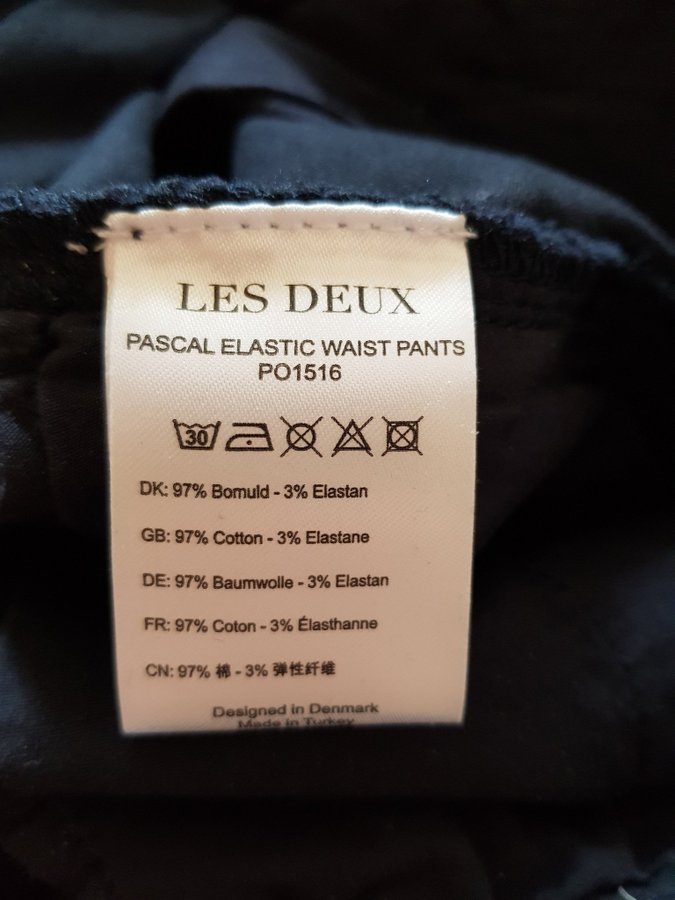 LES DEUX
PASCAL ELASTIC WAIST PANTS
PO1516
30
DK: 97% Bomuld - 3% Elastan
GB: 97% Cotton - 3% Elastane
DE: 97% Baumwolle - 3% Elastan
FR: 97% Coton - 3% Élasthanne
CN: 97% 棉 - 3% 弹性纤维
Designed in Denmark
Made in Turkey